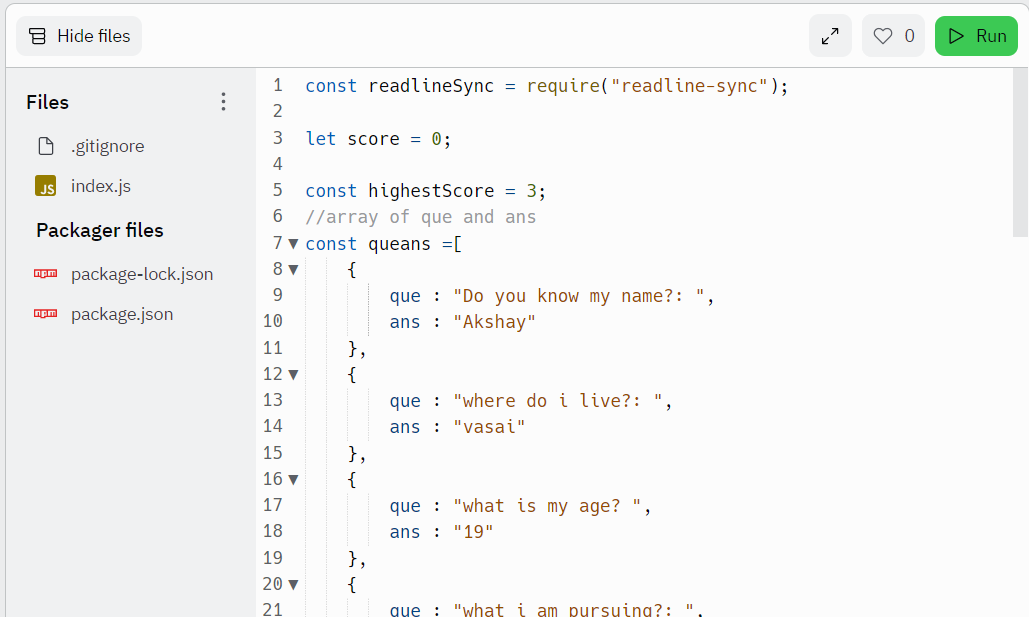 Hide files
0
Run
Files
.gitignore
JS index.js
Packager files
npm package-lock.json
npm package.json
1 const readlineSync = require("readline-sync");
2
3 let score = 0;
4
5 const highestScore = 3;
6 //array of que and ans
7 const queans =[
8 {
9 que : "Do you know my name?: ",
10 ans : "Akshay"
11 },
12 {
13 que : "where do i live?: ",
14 ans : "vasai"
15 },
16 {
17 que : "what is my age? ",
18 ans : "19"
19 },
20 {
21 que : "what i am pursuing?: ",